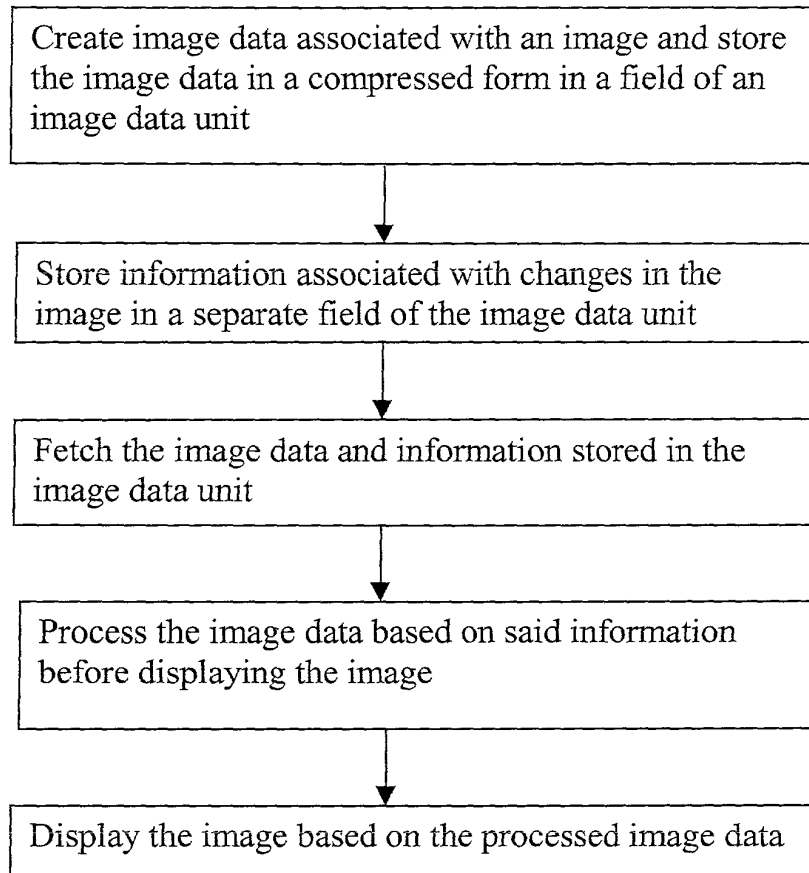 Create image data associated with an image and store
the image data in a compressed form in a field of an
image data unit
Store information associated with changes in the
image in a separate field of the image data unit
Fetch the image data and information stored in the
image data unit
Process the image data based on said information
before displaying the image
Display the image based on the processed image data